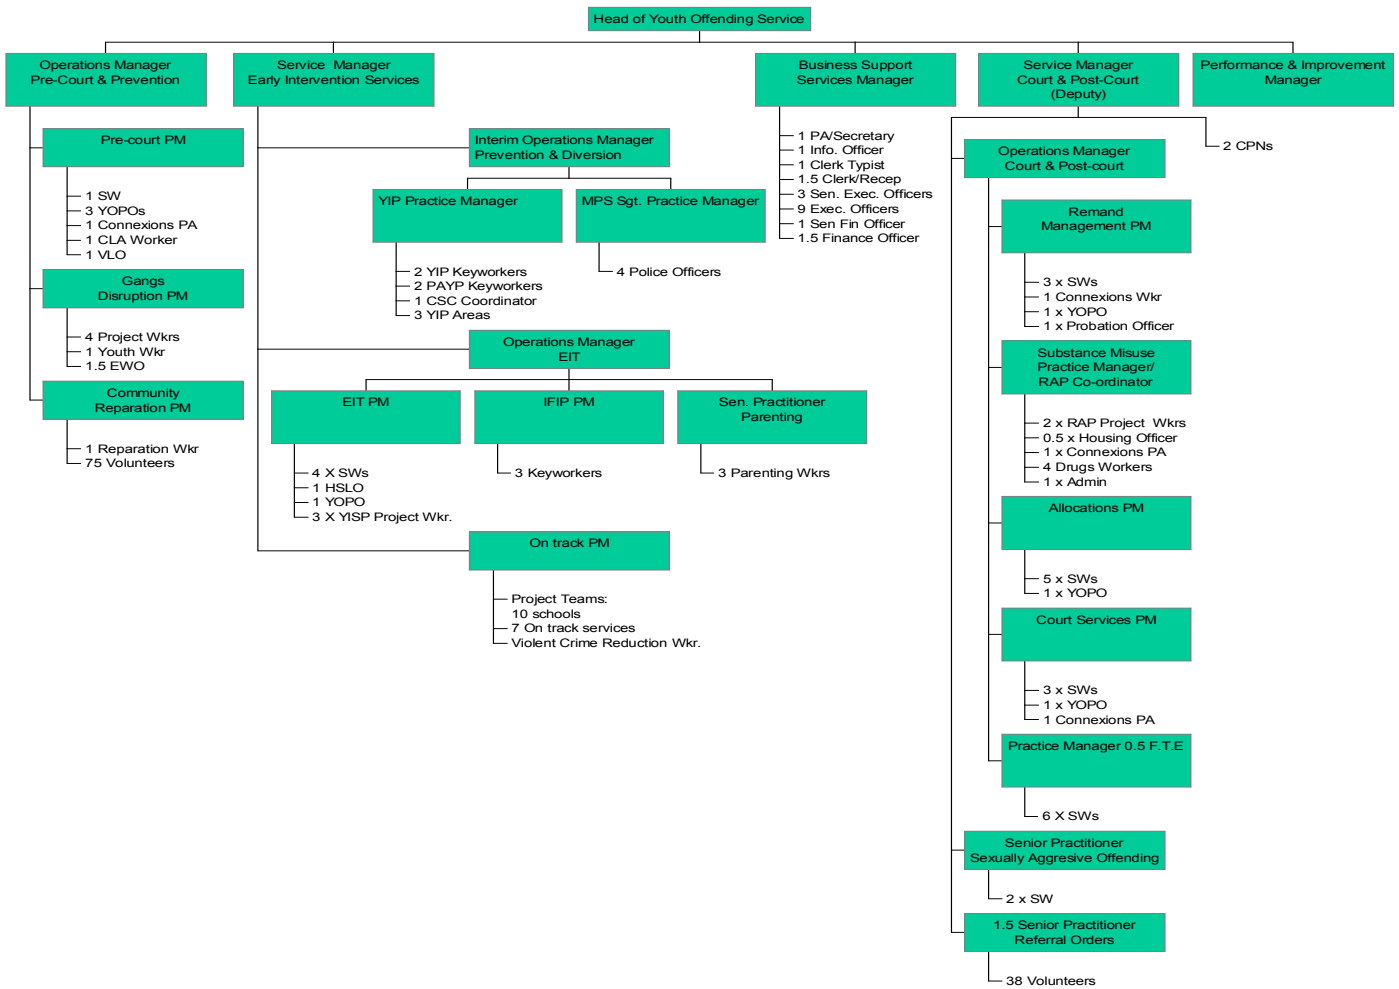 Head of Youth Offending Service
Operations Manager
Pre-Court & Prevention
Pre-court PM
1 SW
3 YOPOs
1 Connexions PA
1 CLA Worker
1 VLO
Gangs
Disruption PM
4 Project Wkrs
1 Youth Wkr
1.5 EWO
Community
Reparation PM
1 Reparation Wkr
75 Volunteers
Service Manager
Early Intervention Services
Interim Operations Manager
Prevention & Diversion
YIP Practice Manager
2 YIP Keyworkers
2 PAYP Keyworkers
1 CSC Coordinator
3 YIP Areas
MPS Sgt. Practice Manager
4 Police Officers
Operations Manager
EIT
EIT PM
4 X SWs
1 HSLO
1 YOPO
3 X YISP Project Wkr.
IFIP PM
3 Keyworkers
Sen. Practitioner
Parenting
3 Parenting Wkrs
On track PM
Project Teams:
10 schools
7 On track services
Violent Crime Reduction Wkr.
Business Support
Services Manager
1 PA/Secretary
1 Info. Officer
1 Clerk Typist
1.5 Clerk/Recep
3 Sen. Exec. Officers
9 Exec. Officers
1 Sen Fin Officer
1.5 Finance Officer
Service Manager
Court & Post-Court
(Deputy)
2 CPNs
Operations Manager
Court & Post-court
Remand
Management PM
3 x SWs
1 Connexions Wkr
1 x YOPO
1 x Probation Officer
Substance Misuse
Practice Manager/
RAP Co-ordinator
2 x RAP Project Wkrs
0.5 x Housing Officer
1 x Connexions PA
4 Drugs Workers
1 x Admin
Allocations PM
5 x SWs
1 x YOPO
Court Services PM
3 x SWs
1 x YOPO
1 Connexions PA
Practice Manager 0.5 F.T.E
6 X SWs
Senior Practitioner
Sexually Aggresive Offending
2 x SW
1.5 Senior Practitioner
Referral Orders
38 Volunteers
Performance & Improvement
Manager